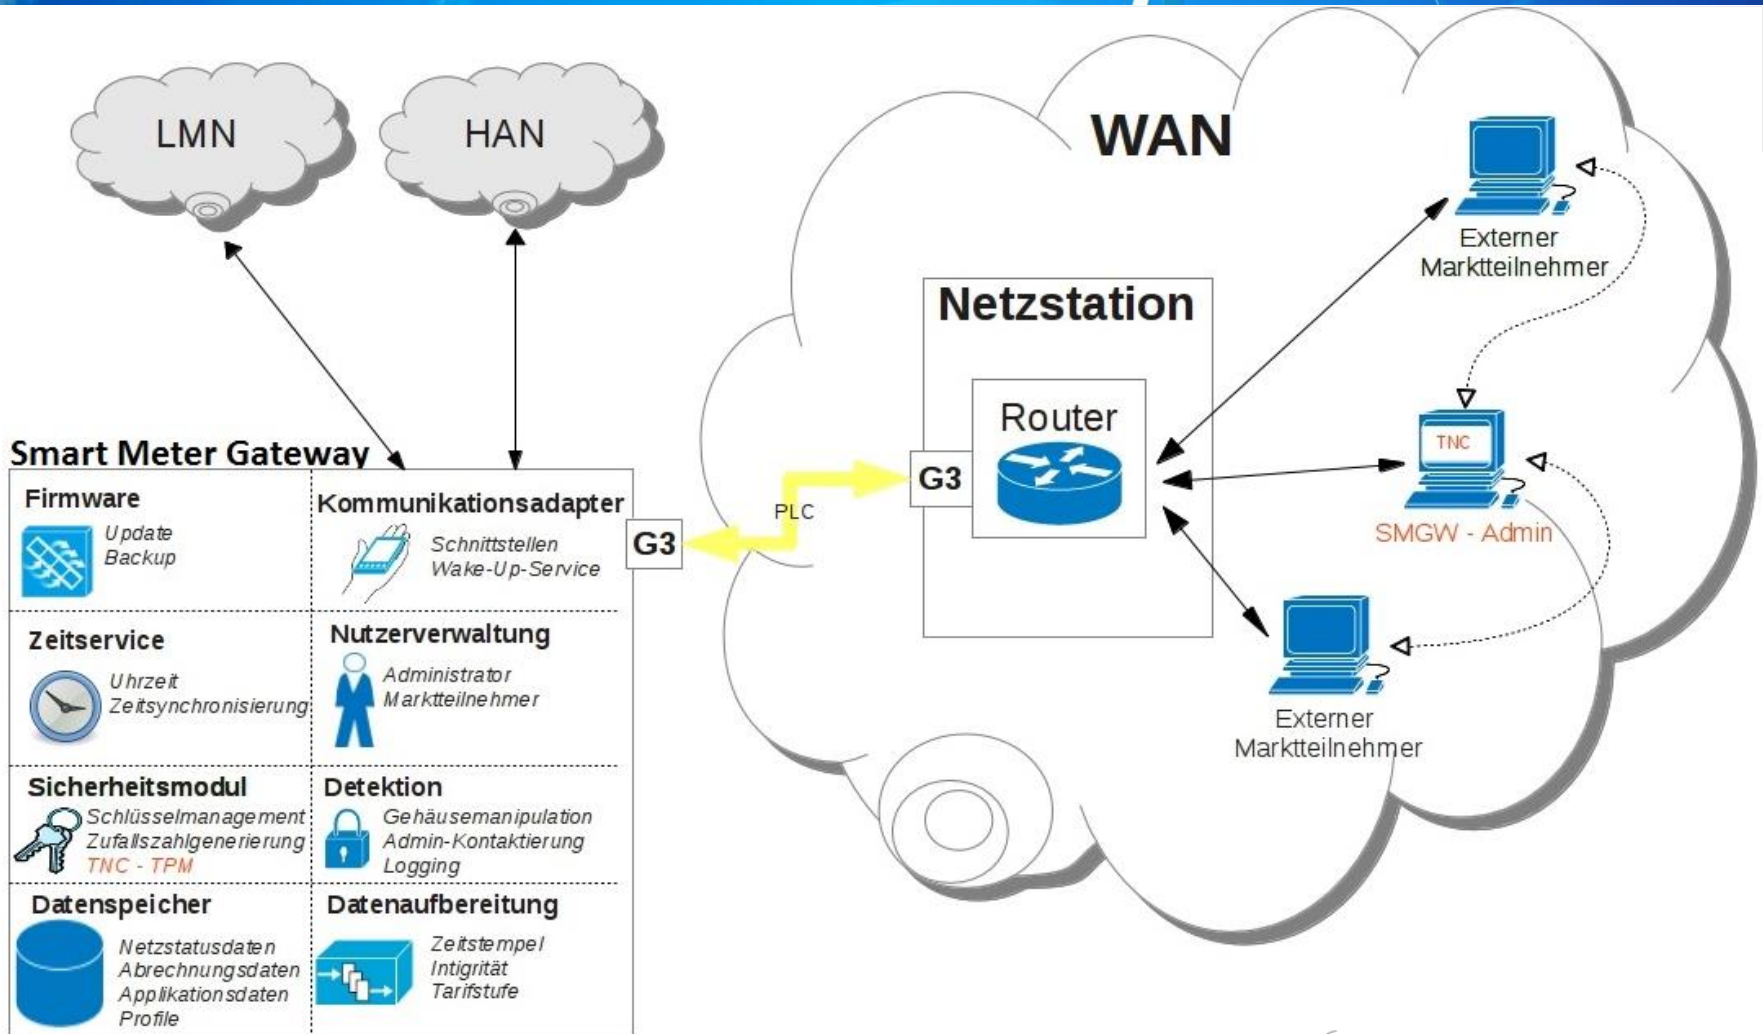 LMN
HAN
WAN
Externer
Marktteilnehmer
Netzstation
Router
G3
TNC
SMGW - Admin
PLC
Externer
Marktteilnehmer
Smart Meter Gateway
Firmware
Update
Backup
Kommunikationsadapter
Schnittstellen
Wake-Up-Service
G3
Zeitservice
Uhrzeit
Zeitsynchronisierung
Nutzerverwaltung
Administrator
Marktteilnehmer
Sicherheitsmodul
Schlüsselmanagement
Zufallszahlgenerierung
TNC - TPM
Detektion
Gehäusemanipulation
Admin-Kontaktierung
Logging
Datenspeicher
Netzstatusdaten
Abrechnungsdaten
Applikationsdaten
Profile
Datenaufbereitung
Zeitstempel
Intigrität
Tarifstufe